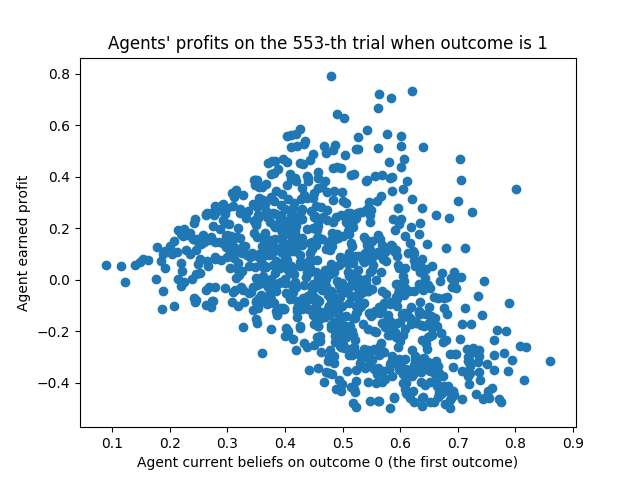 Agents' profits on the 553-th trial when outcome is 1
0.8
0.6
0.4
0.2
0.0
−0.2
−0.4
Agent earned profit
0.1 0.2 0.3 0.4 0.5 0.6 0.7 0.8 0.9
Agent current beliefs on outcome 0 (the first outcome)